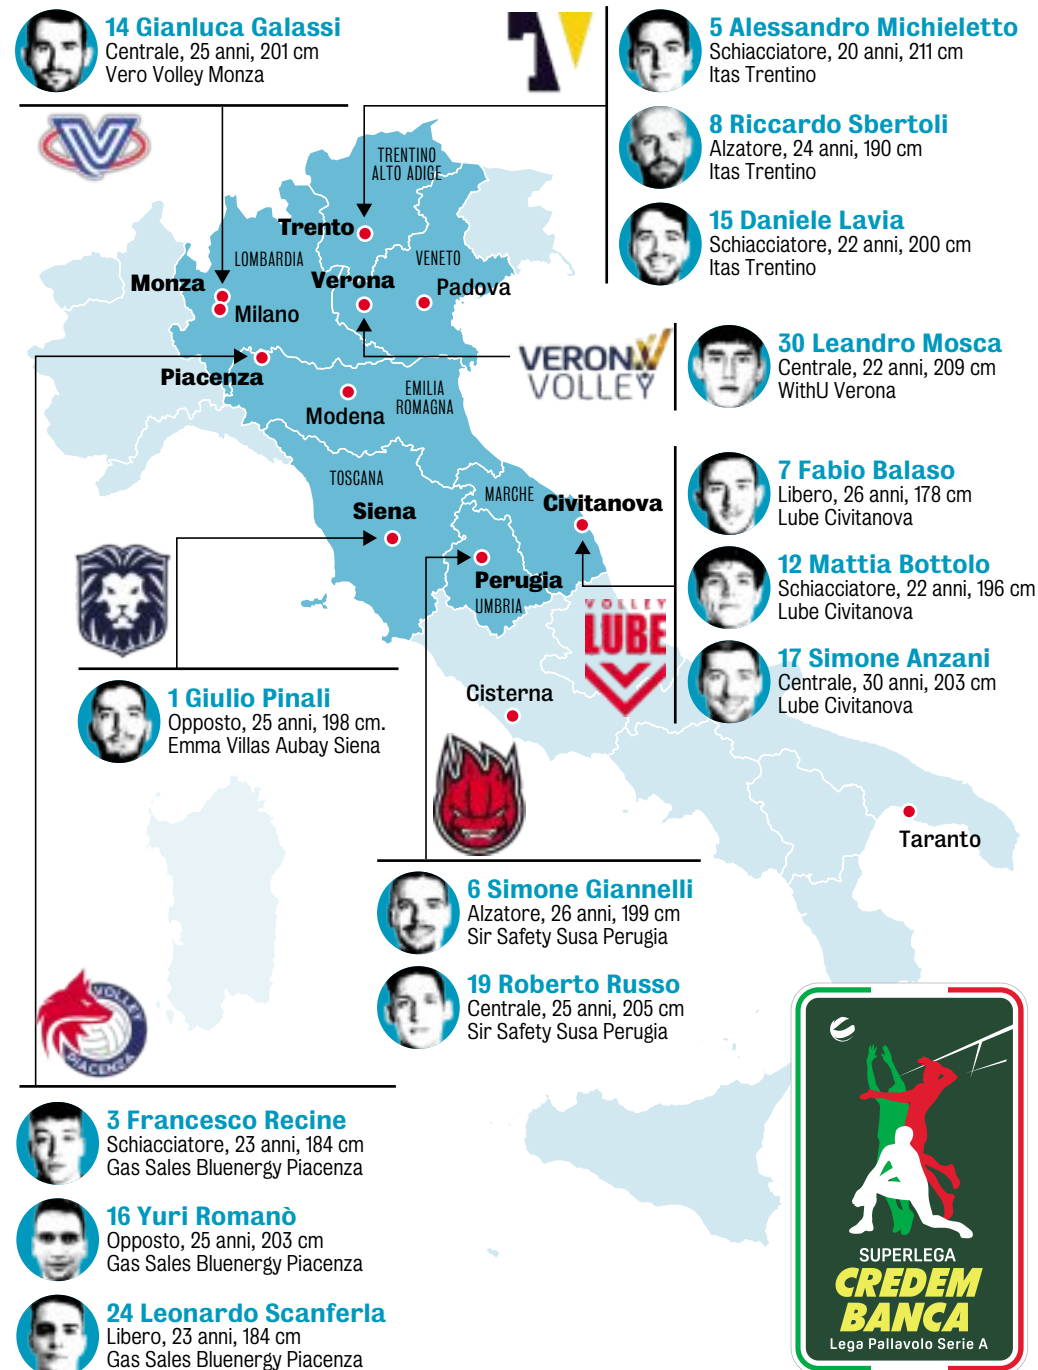 14 Gianluca Galassi
Centrale, 25 anni, 201 cm
Vero Volley Monza
5 Alessandro Michieletto
Schiacciatore, 20 anni, 211 cm
Itas Trentino
8 Riccardo Sbertoli
Alzatore, 24 anni, 190 cm
Itas Trentino
15 Daniele Lavia
Schiacciatore, 22 anni, 200 cm
Itas Trentino
TRENTINO
ALTO ADIGE
Trento
LOMBARDIA
VENETO
Verona
Padova
Monza
Milano
Piacenza
EMILIA
ROMAGNA
Modena
VERONA
VOLLEY
30 Leandro Mosca
Centrale, 22 anni, 209 cm
WithU Verona
TOSCANA
MARCHE
Siena
Civitanova
Perugia
UMBRIA
7 Fabio Balaso
Libero, 26 anni, 178 cm
Lube Civitanova
12 Mattia Bottolo
Schiacciatore, 22 anni, 196 cm
Lube Civitanova
17 Simone Anzani
Centrale, 30 anni, 203 cm
Lube Civitanova
VOLLEY
LUBE
1 Giulio Pinali
Opposto, 25 anni, 198 cm.
Emma Villas Aubay Siena
Cisterna
Taranto
6 Simone Giannelli
Alzatore, 26 anni, 199 cm
Sir Safety Susa Perugia
19 Roberto Russo
Centrale, 25 anni, 205 cm
Sir Safety Susa Perugia
VOLLEY
PIACENZA
3 Francesco Recine
Schiacciatore, 23 anni, 184 cm
Gas Sales Bluenergy Piacenza
16 Yuri Romanò
Opposto, 25 anni, 203 cm
Gas Sales Bluenergy Piacenza
24 Leonardo Scanferla
Libero, 23 anni, 184 cm
Gas Sales Bluenergy Piacenza
SUPERLEGA
CREDEM
BANCA
Lega Pallavolo Serie A